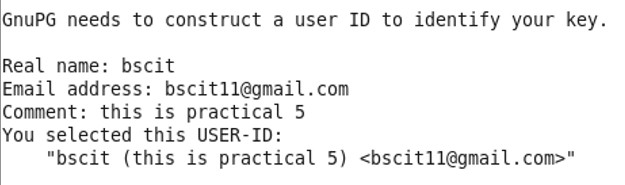 GnuPG needs to construct a user ID to identify your key.
Real name: bscit
Email address: bscit11@gmail.com
Comment: this is practical 5
You selected this USER-ID:
"bscit (this is practical 5) <bscit11@gmail.com>"